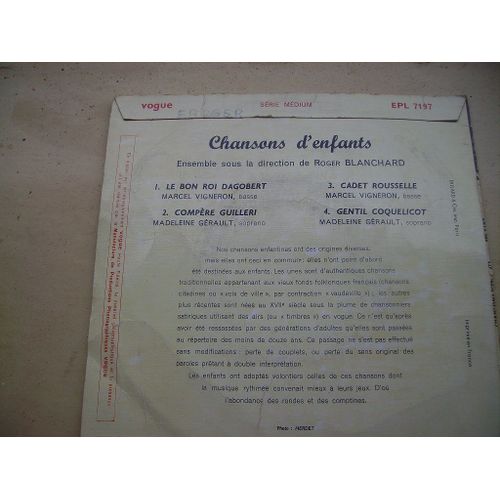 vogue SÉRIE MEDIUM EPL 7197
Chansons d'enfants
Ensemble sous la direction de ROGER BLANCHARD
1. LE BON ROI DAGOBERT
MARCEL VIGNERON, basse
2. COMPÈRE GUILLERI
MADELEINE GÉRAULT, soprano
3. CADET ROUSSELLE
MARCEL VIGNERON, basse
4. GENTIL COQUELICOT
MADELEINE GÉRAULT, soprano
Nos chansons enfantines ont des origines diverses,
mais elles ont ceci en commun : elles n'ont point d'abord
été destinées aux enfants. Les unes sont d'authentiques chansons
traditionnelles appartenant aux vieux fonds folkloriques français (chansons
citadines ou « voix de ville », par contraction « vaudeville ») ; les autres
plus récentes sont nées au XVIIe siècle sous la plume de chansonniers
satiriques utilisant des airs (ou « timbres ») en vogue. Ce n'est qu'après
avoir été ressassées par des générations d'adultes qu'elles sont passées
au répertoire des moins de douze ans. Ce passage ne s'est pas effectué
sans modifications : perte de couplets, ou perte du sens original des
paroles prêtant à double interprétation.
Les enfants ont adoptés volontiers celles de ces chansons dont
la musique rythmée convenait mieux à leurs jeux. D'où
l'abondance des rondes et des comptines.
Photo : MERDIET